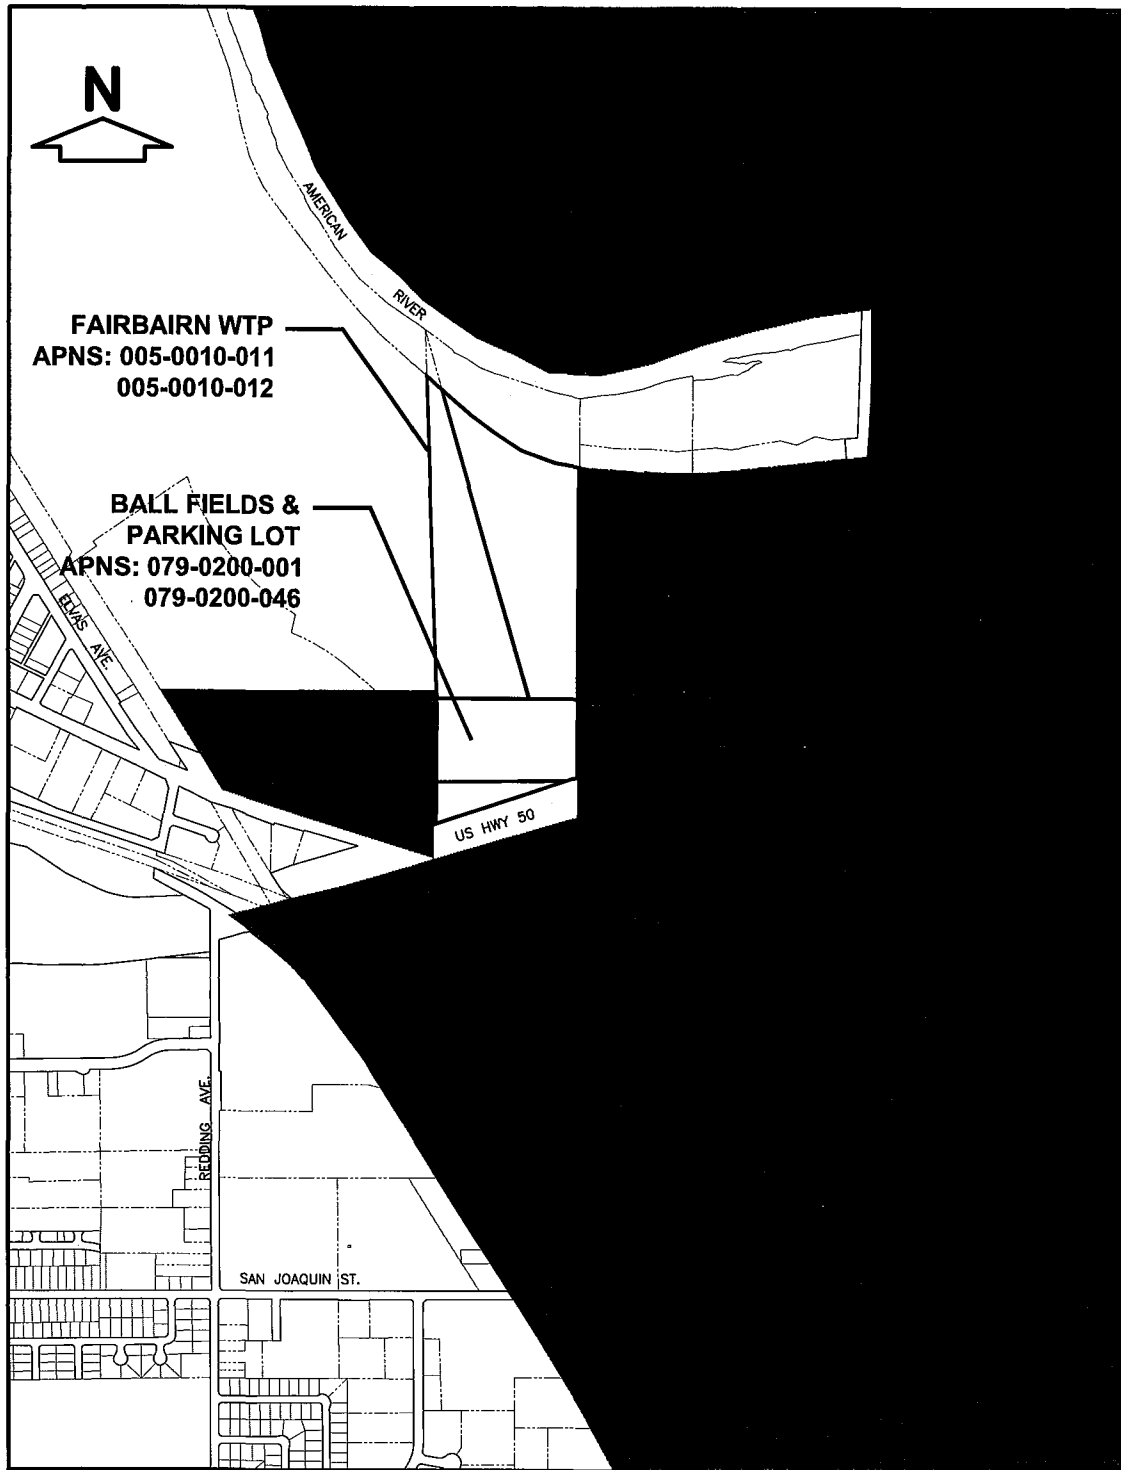 N
AMERICAN
RIVER
FAIRBAIRN WTP
APNS: 005-0010-011
005-0010-012
BALL FIELDS &
PARKING LOT
APNS: 079-0200-001
079-0200-046
ELVAS AVE.
US HWY 50
REDDING AVE.
SAN JOAQUIN ST.